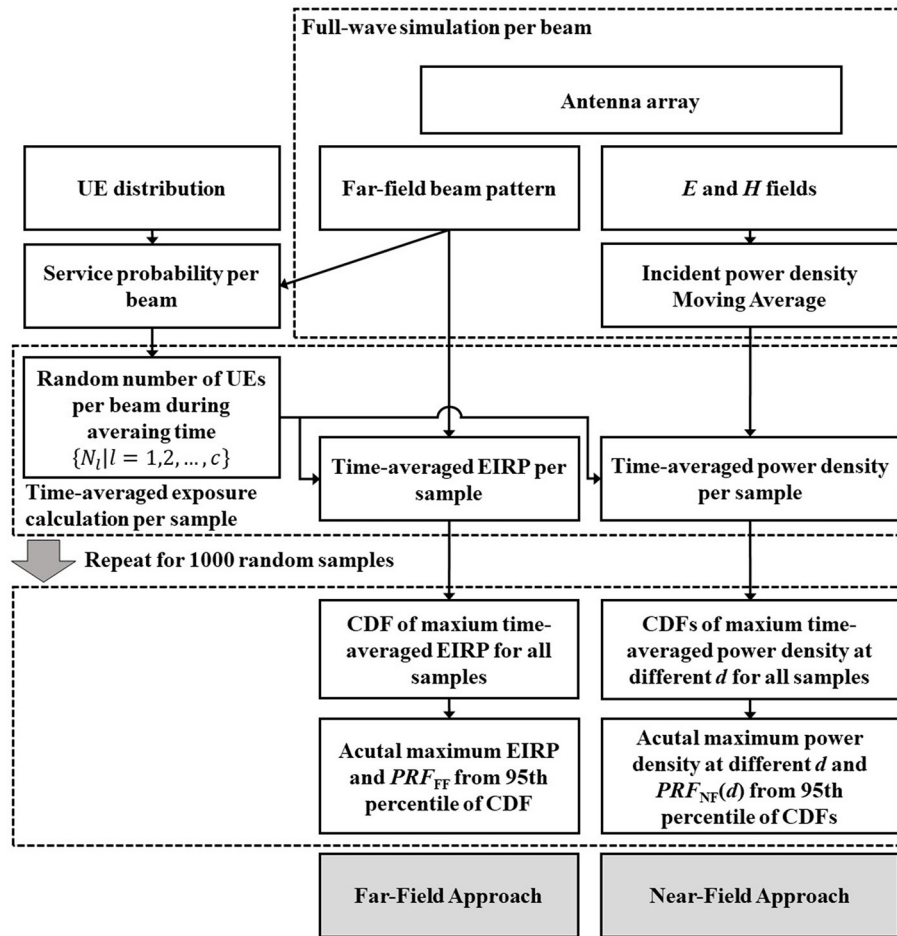 Full-wave simulation per beam
Antenna array
UE distribution
Far-field beam pattern
E and H fields
Service probability per
beam
Incident power density
Moving Average
Random number of UEs
per beam during
averaing time
{N_l|l = 1,2, ..., c}
Time-averaged exposure
calculation per sample
Time-averaged EIRP per
sample
Time-averaged power density
per sample
Repeat for 1000 random samples
CDF of maxium time-
averaged EIRP for all
samples
CDFs of maxium time-
averaged power density at
different d for all samples
Acutal maximum EIRP
and PRF_FF from 95th
percentile of CDF
Acutal maximum power
density at different d and
PRF_NF(d) from 95th
percentile of CDFs
Far-Field Approach
Near-Field Approach